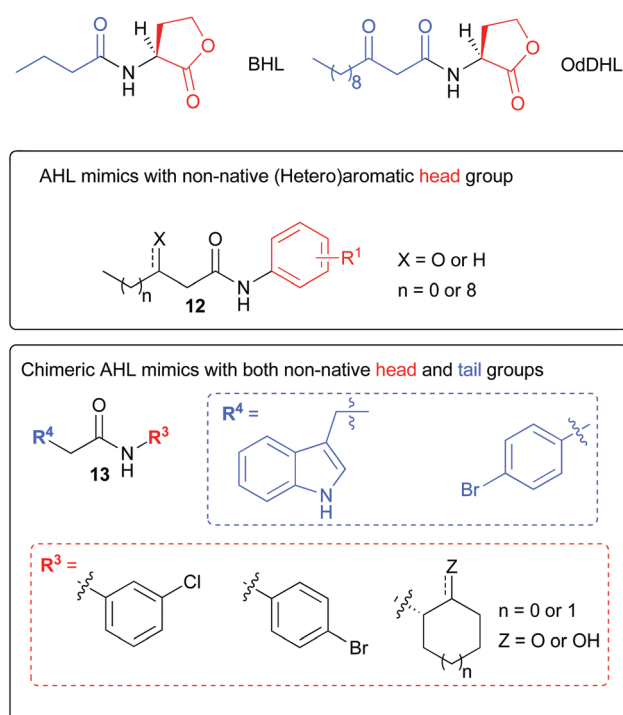 O H O
N H O BHL
O O H O
8 N H O OdDHL
AHL mimics with non-native (Hetero)aromatic head group
X O
n N H R¹
12
X = O or H
n = 0 or 8
Chimeric AHL mimics with both non-native head and tail groups
O
R⁴ N H R³
13
R⁴ =
N H
Br
R³ =
Cl
Br
Z
n
n = 0 or 1
Z = O or OH